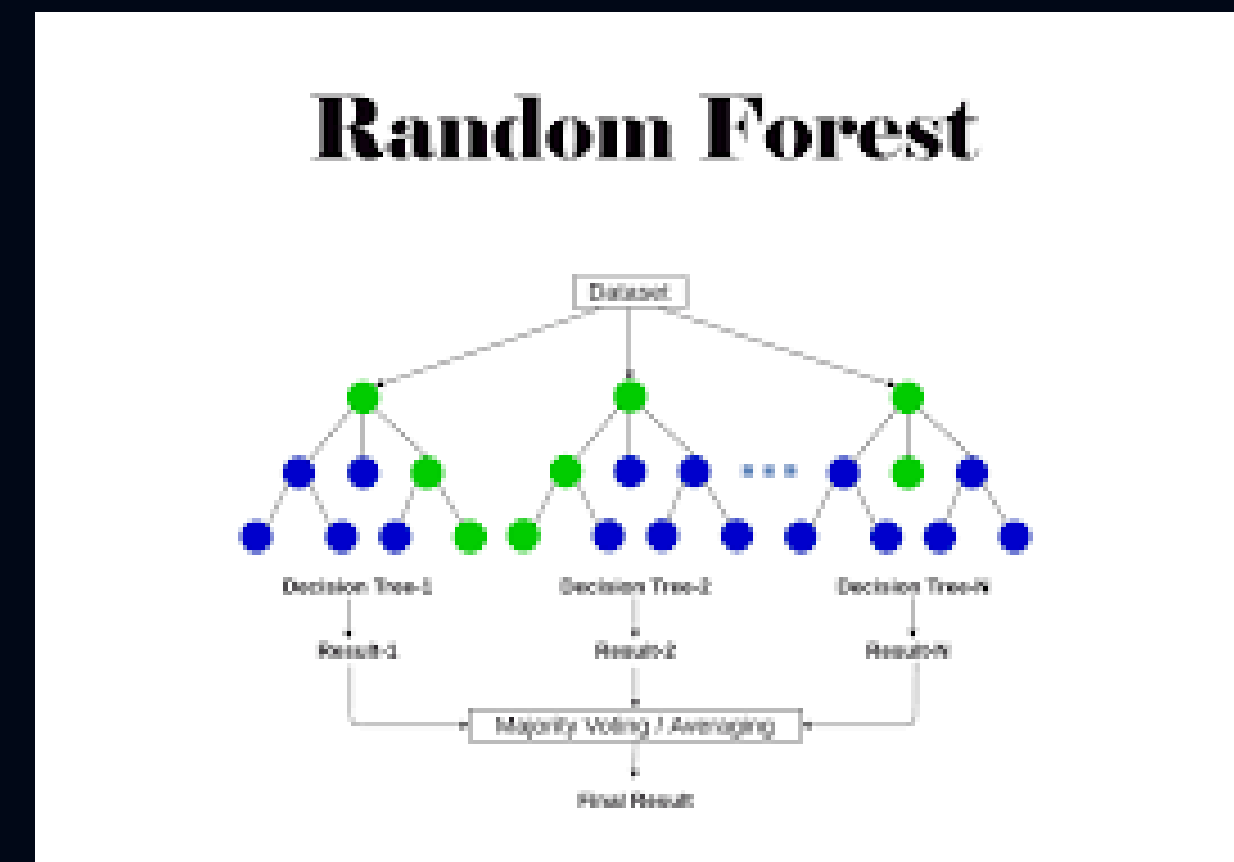 Random Forest
Dataset
Decision Tree-1
Decision Tree-2
Decision Tree-N
Result-1
Result-2
Result-N
Majority Voting / Averaging
Final Result